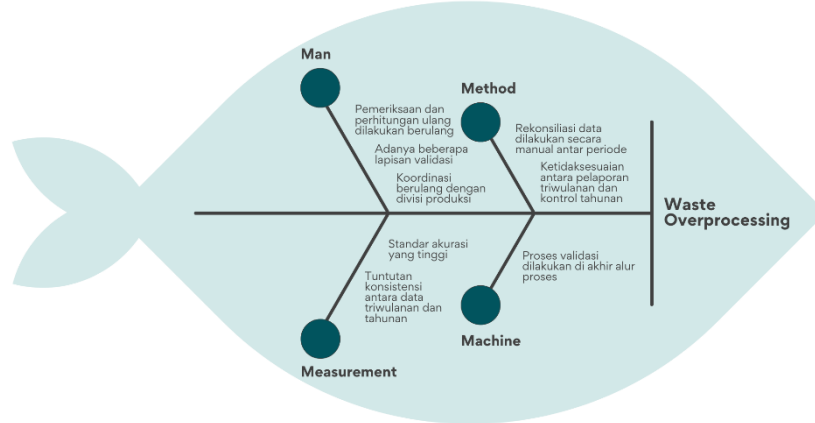 Man
Pemeriksaan dan
perhitungan ulang
dilakukan berulang
Adanya beberapa
lapisan validasi
Koordinasi
berulang dengan
divisi produksi
Method
Rekonsiliasi data
dilakukan secara
manual antar periode
Ketidaksesuaian
antara pelaporan
triwulanan dan
kontrol tahunan
Waste
Overprocessing
Standar akurasi
yang tinggi
Tuntutan
konsistensi
antara data
triwulanan dan
tahunan
Measurement
Proses validasi
dilakukan di akhir alur
proses
Machine